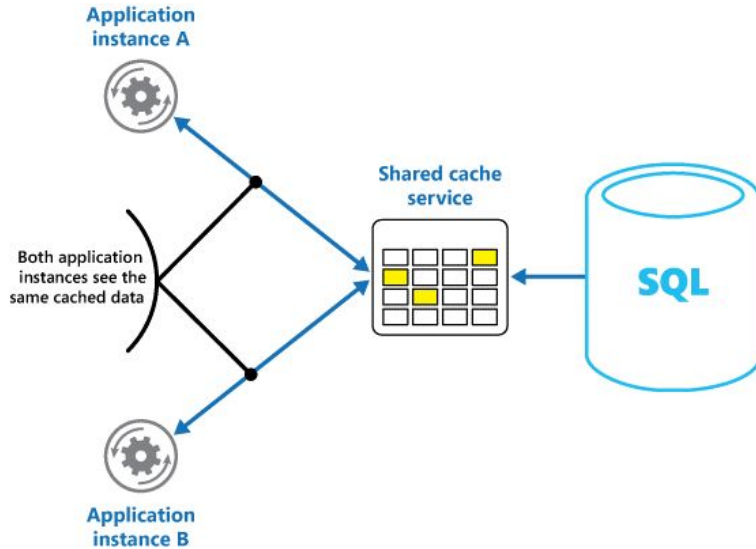 Application
instance A
Shared cache
service
Both application
instances see the
same cached data
SQL
Application
instance B